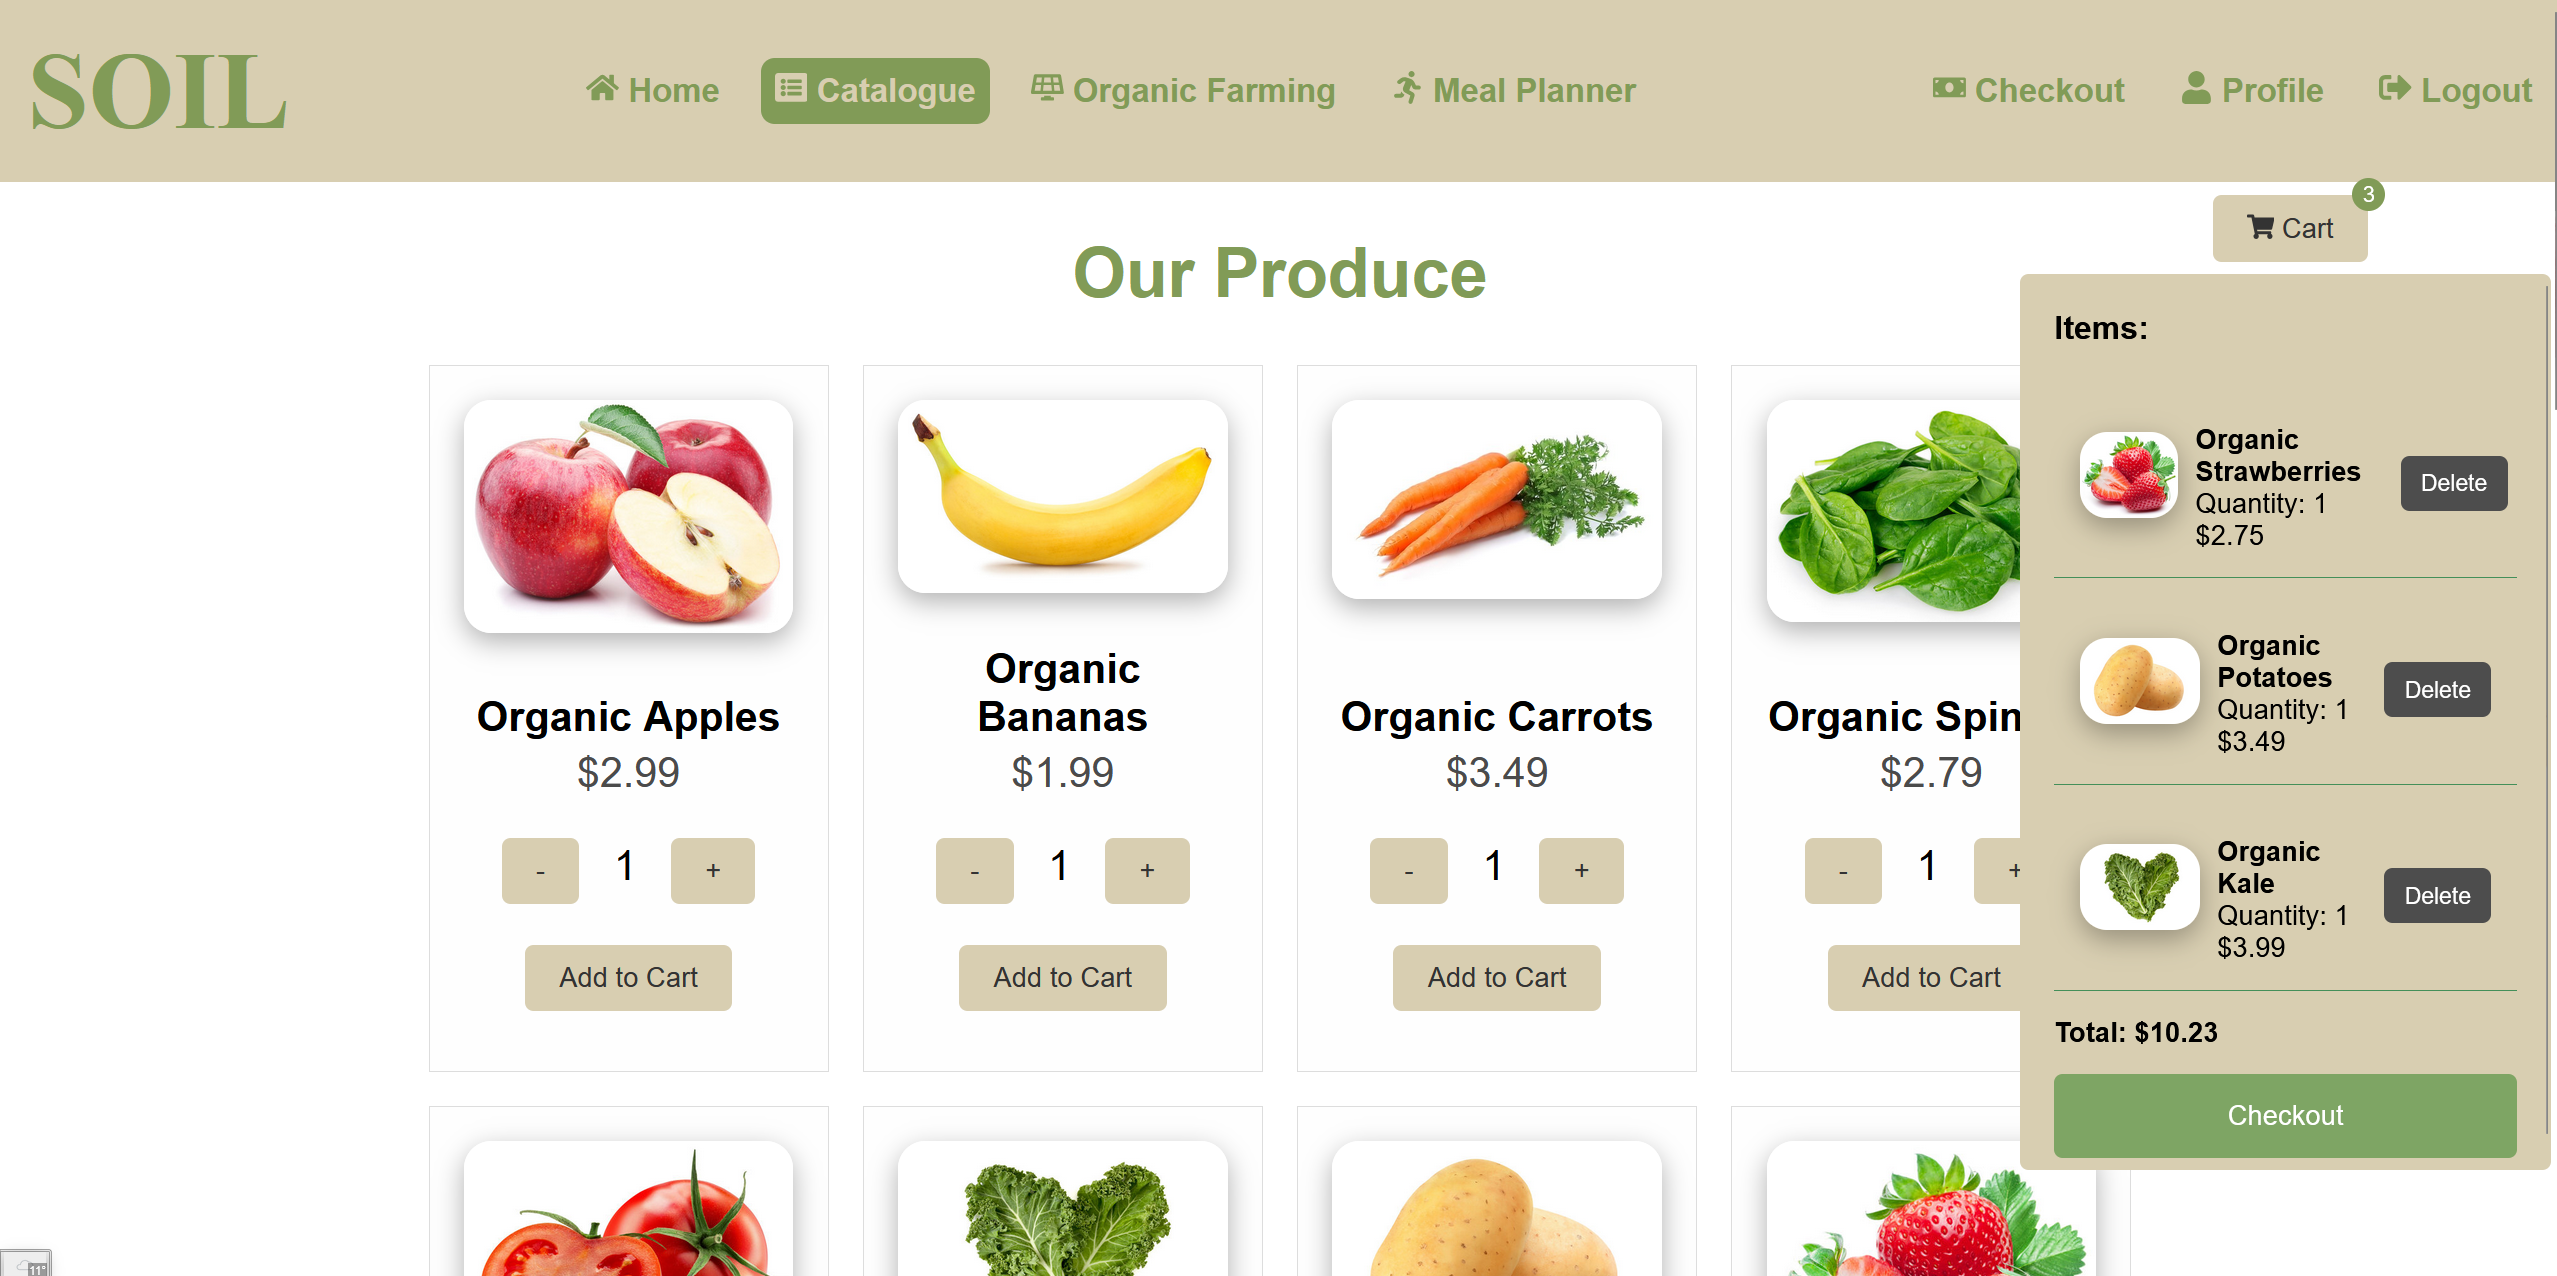 SOIL
Home
Catalogue
Organic Farming
Meal Planner
Checkout
Profile
Logout
3
Cart
Our Produce
Items:
Organic
Strawberries
Quantity: 1
$2.75
Delete
Organic
Potatoes
Quantity: 1
$3.49
Delete
Organic
Kale
Quantity: 1
$3.99
Delete
Total: $10.23
Checkout
Organic Apples
$2.99
- 1 +
Add to Cart
Organic
Bananas
$1.99
- 1 +
Add to Cart
Organic Carrots
$3.49
- 1 +
Add to Cart
Organic Spin
$2.79
- 1 +
Add to Cart
11°